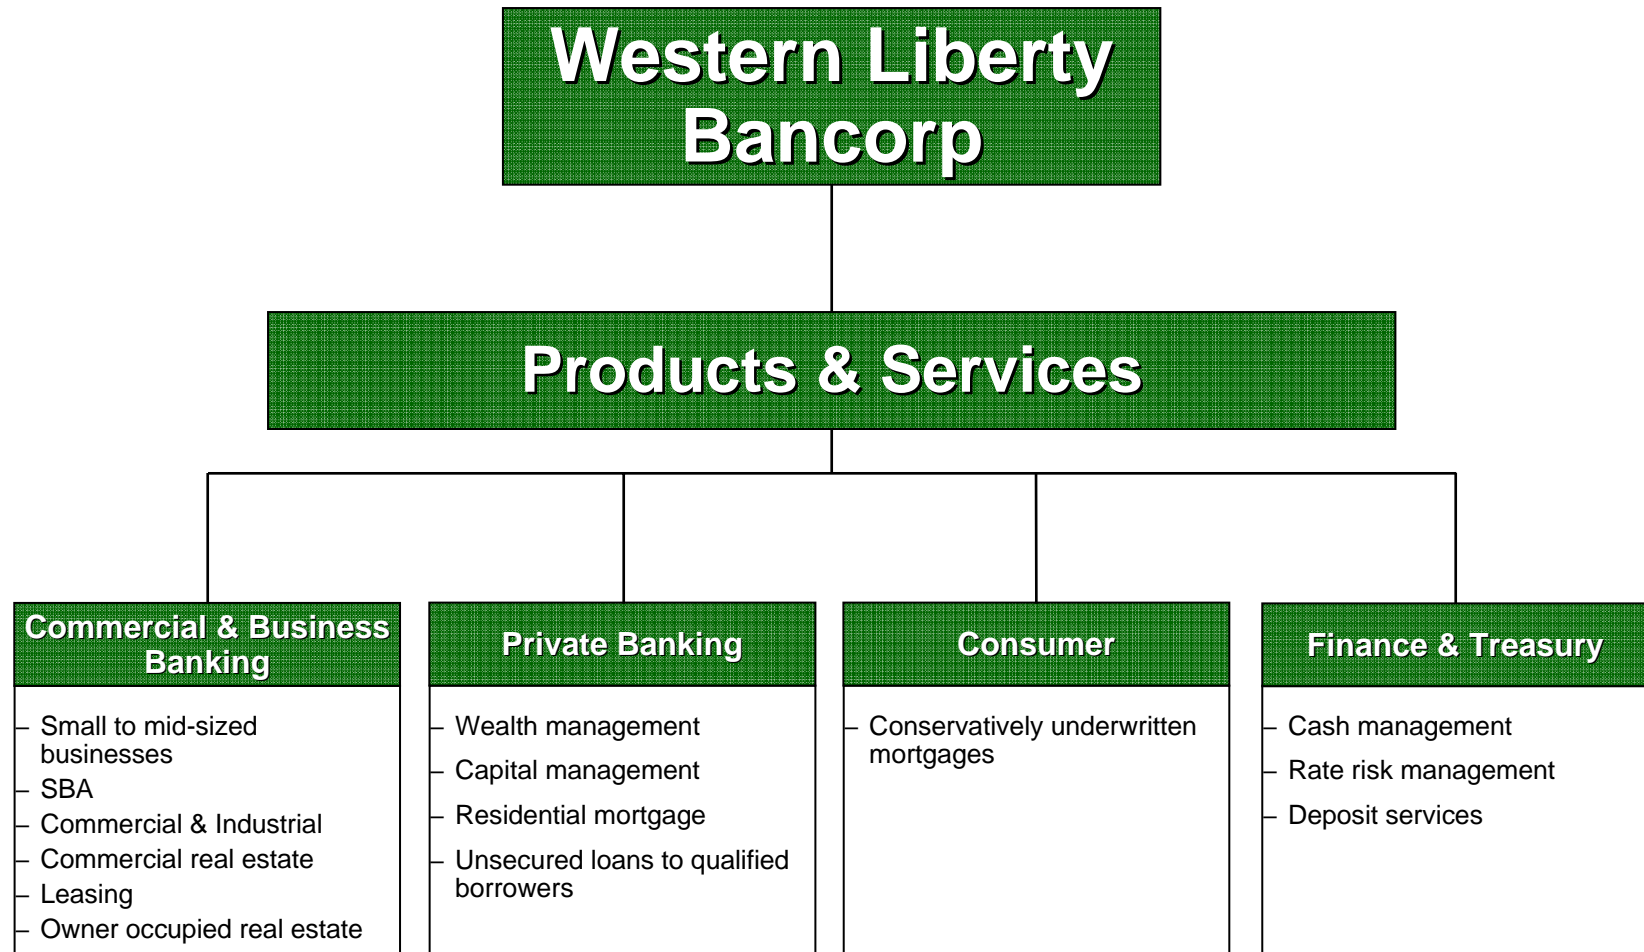 Western Liberty
Bancorp
Products & Services
Commercial & Business
Banking
– Small to mid-sized
businesses
– SBA
– Commercial & Industrial
– Commercial real estate
– Leasing
– Owner occupied real estate
Private Banking
– Wealth management
– Capital management
– Residential mortgage
– Unsecured loans to qualified
borrowers
Consumer
– Conservatively underwritten
mortgages
Finance & Treasury
– Cash management
– Rate risk management
– Deposit services